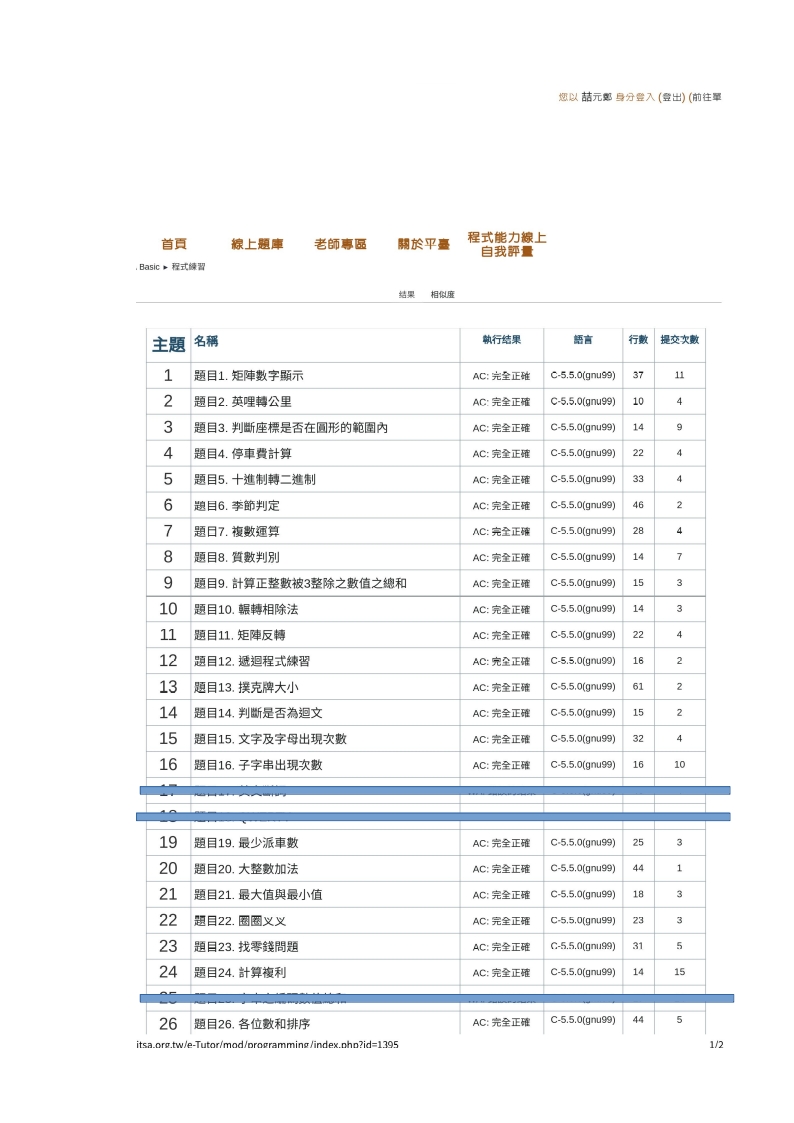 您以 喆元鄭 身分登入 (登出) (前往單
首頁 線上題庫 老師專區 關於平臺 程式能力線上自我評量
. Basic ► 程式練習
结果 相似度
主題 名稱 執行结果 語言 行數 提交次數
1 題目1. 矩陣數字顯示 AC: 完全正確 C-5.5.0(gnu99) 37 11
2 題目2. 英哩轉公里 AC: 完全正確 C-5.5.0(gnu99) 10 4
3 題目3. 判斷座標是否在圓形的範圍內 AC: 完全正確 C-5.5.0(gnu99) 14 9
4 題目4. 停車費計算 AC: 完全正確 C-5.5.0(gnu99) 22 4
5 題目5. 十進制轉二進制 AC: 完全正確 C-5.5.0(gnu99) 33 4
6 題目6. 季節判定 AC: 完全正確 C-5.5.0(gnu99) 46 2
7 題目7. 複數運算 AC: 完全正確 C-5.5.0(gnu99) 28 4
8 題目8. 質數判別 AC: 完全正確 C-5.5.0(gnu99) 14 7
9 題目9. 計算正整數被3整除之數值之總和 AC: 完全正確 C-5.5.0(gnu99) 15 3
10 題目10. 輾轉相除法 AC: 完全正確 C-5.5.0(gnu99) 14 3
11 題目11. 矩陣反轉 AC: 完全正確 C-5.5.0(gnu99) 22 4
12 題目12. 遞迴程式練習 AC: 完全正確 C-5.5.0(gnu99) 16 2
13 題目13. 撲克牌大小 AC: 完全正確 C-5.5.0(gnu99) 61 2
14 題目14. 判斷是否為迴文 AC: 完全正確 C-5.5.0(gnu99) 15 2
15 題目15. 文字及字母出現次數 AC: 完全正確 C-5.5.0(gnu99) 32 4
16 題目16. 子字串出現次數 AC: 完全正確 C-5.5.0(gnu99) 16 10
17
18
19 題目19. 最少派車數 AC: 完全正確 C-5.5.0(gnu99) 25 3
20 題目20. 大整數加法 AC: 完全正確 C-5.5.0(gnu99) 44 1
21 題目21. 最大值與最小值 AC: 完全正確 C-5.5.0(gnu99) 18 3
22 題目22. 圈圈叉叉 AC: 完全正確 C-5.5.0(gnu99) 23 3
23 題目23. 找零錢問題 AC: 完全正確 C-5.5.0(gnu99) 31 5
24 題目24. 計算複利 AC: 完全正確 C-5.5.0(gnu99) 14 15
25
26 題目26. 各位數和排序 AC: 完全正確 C-5.5.0(gnu99) 44 5
itsa.org.tw/e-Tutor/mod/programming/index.php?id=1395 1/2